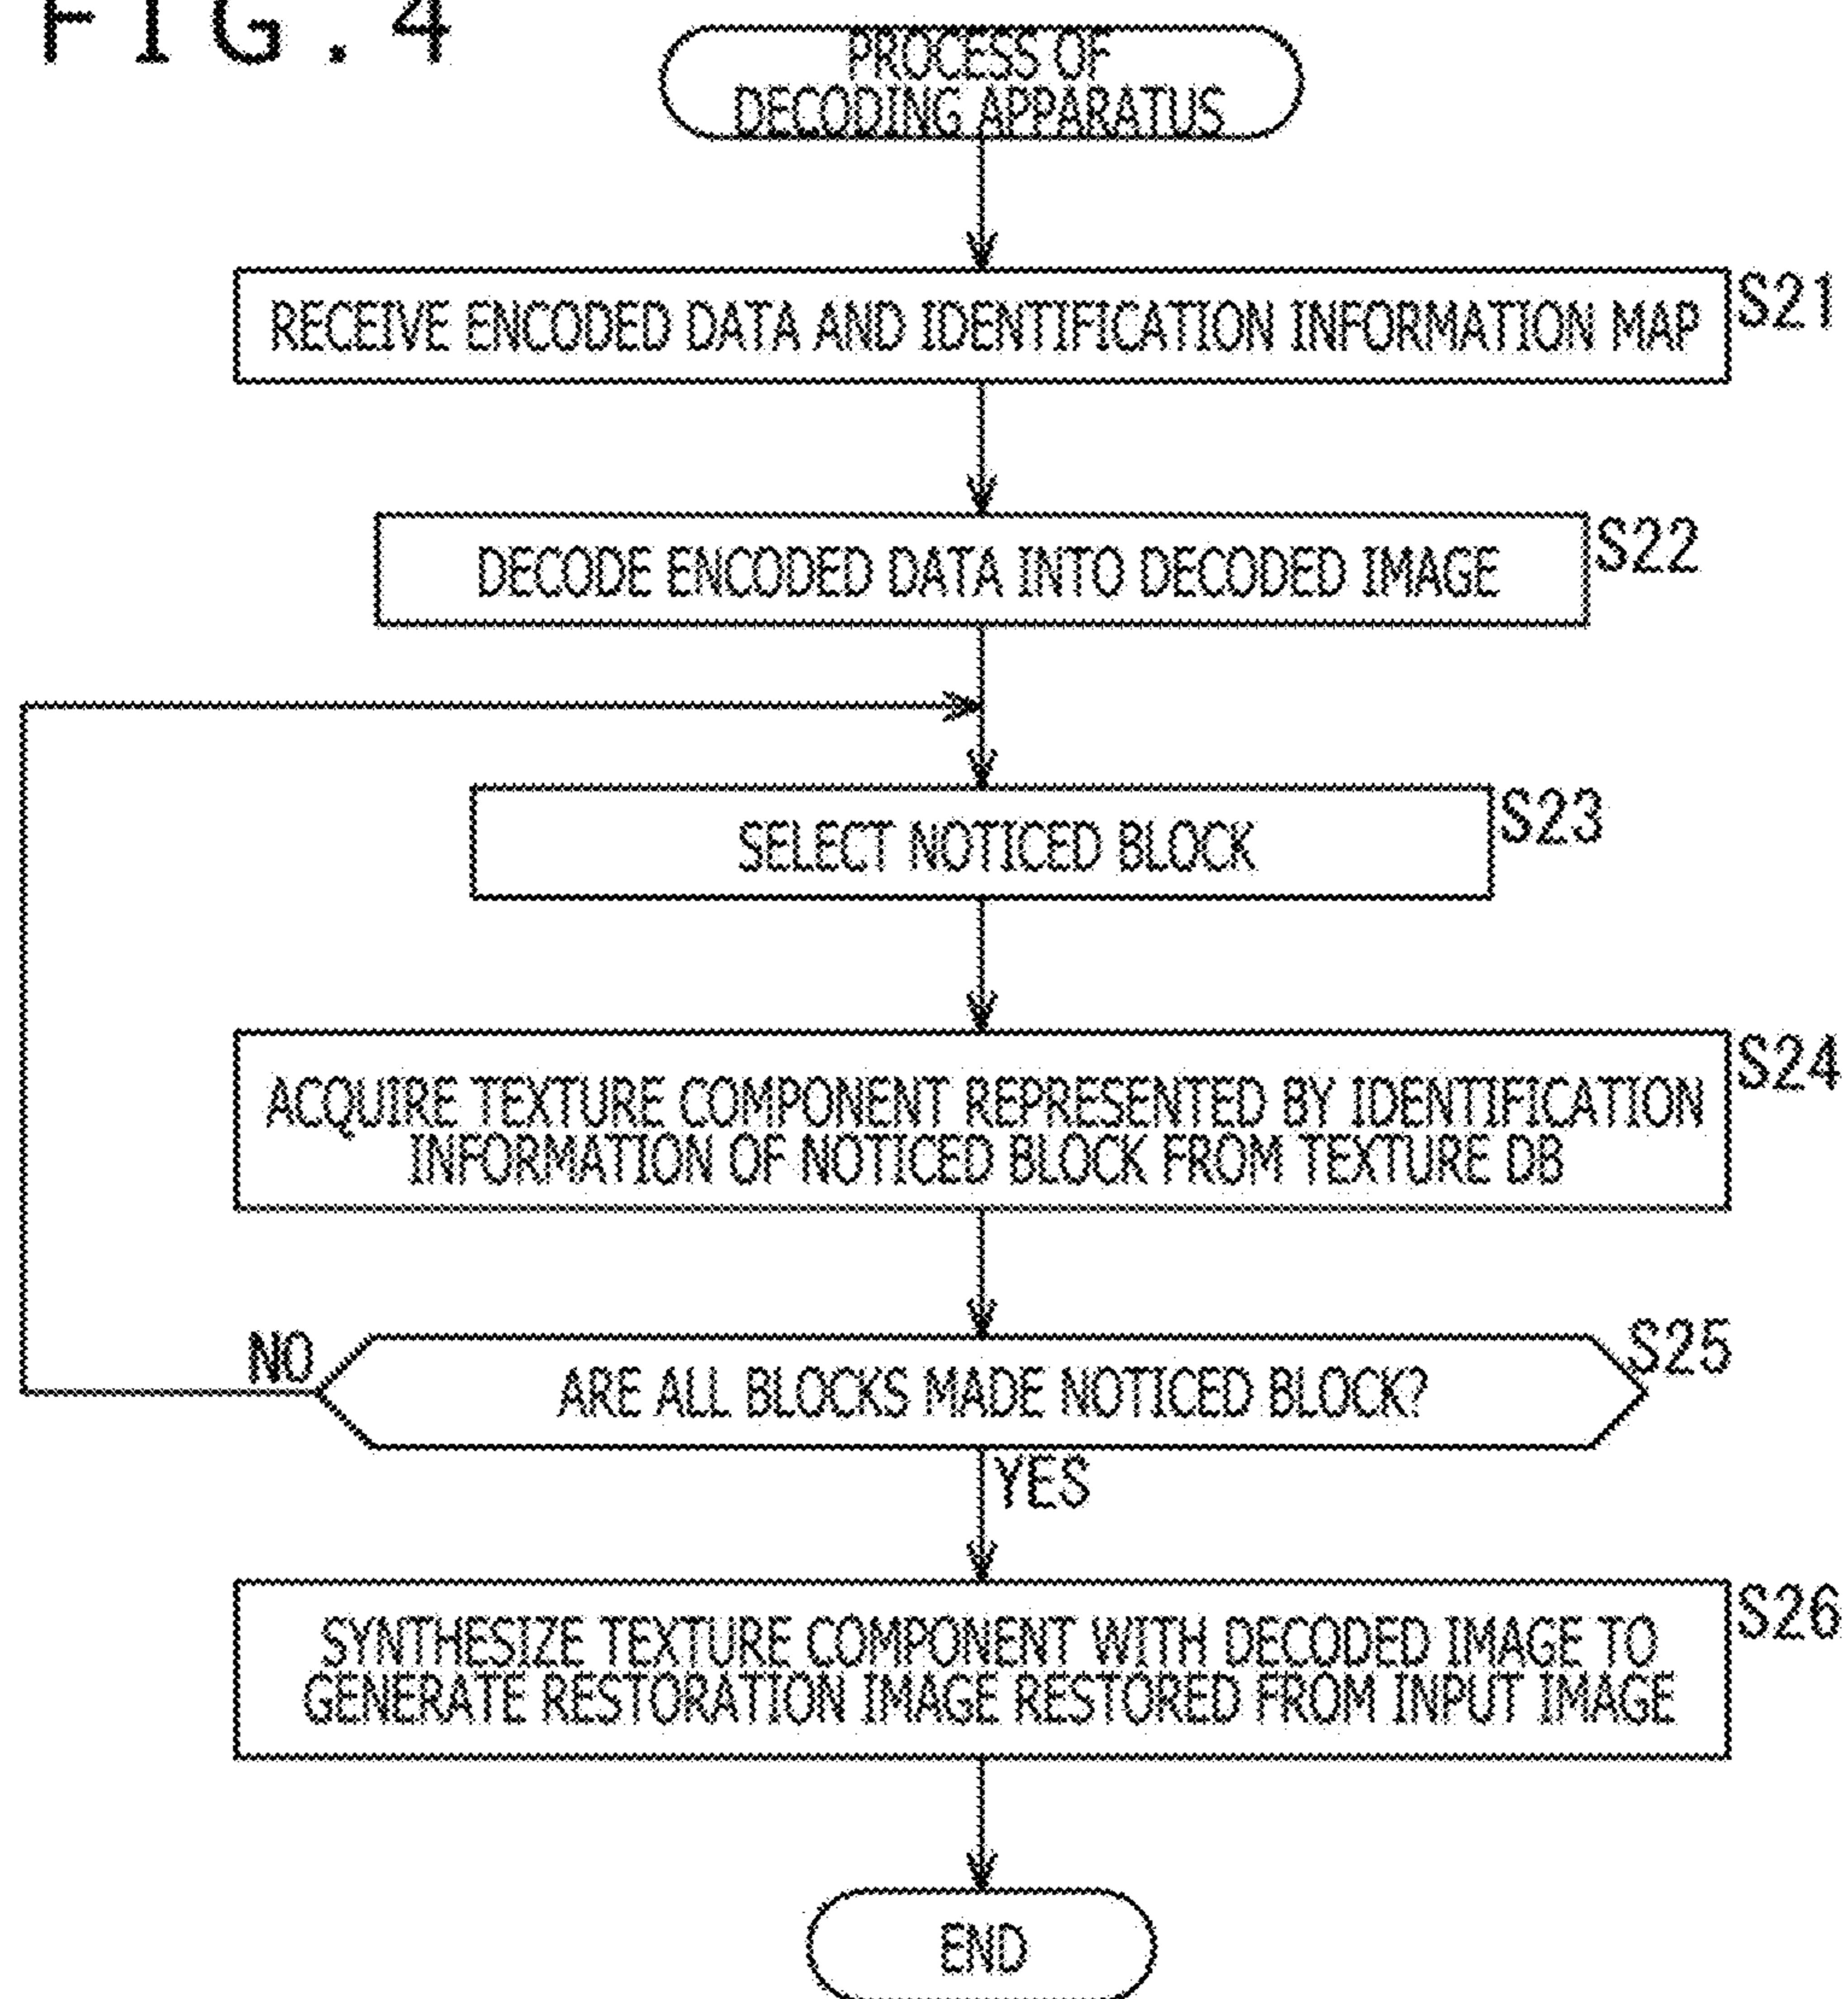 FIG. 4
PROCESS OF
DECODING APPARATUS
RECEIVE ENCODED DATA AND IDENTIFICATION INFORMATION MAP
S21
DECODE ENCODED DATA INTO DECODED IMAGE
S22
SELECT NOTICED BLOCK
S23
ACQUIRE TEXTURE COMPONENT REPRESENTED BY IDENTIFICATION
INFORMATION OF NOTICED BLOCK FROM TEXTURE DB
S24
NO
ARE ALL BLOCKS MADE NOTICED BLOCK?
S25
YES
SYNTHESIZE TEXTURE COMPONENT WITH DECODED IMAGE TO
GENERATE RESTORATION IMAGE RESTORED FROM INPUT IMAGE
S26
END